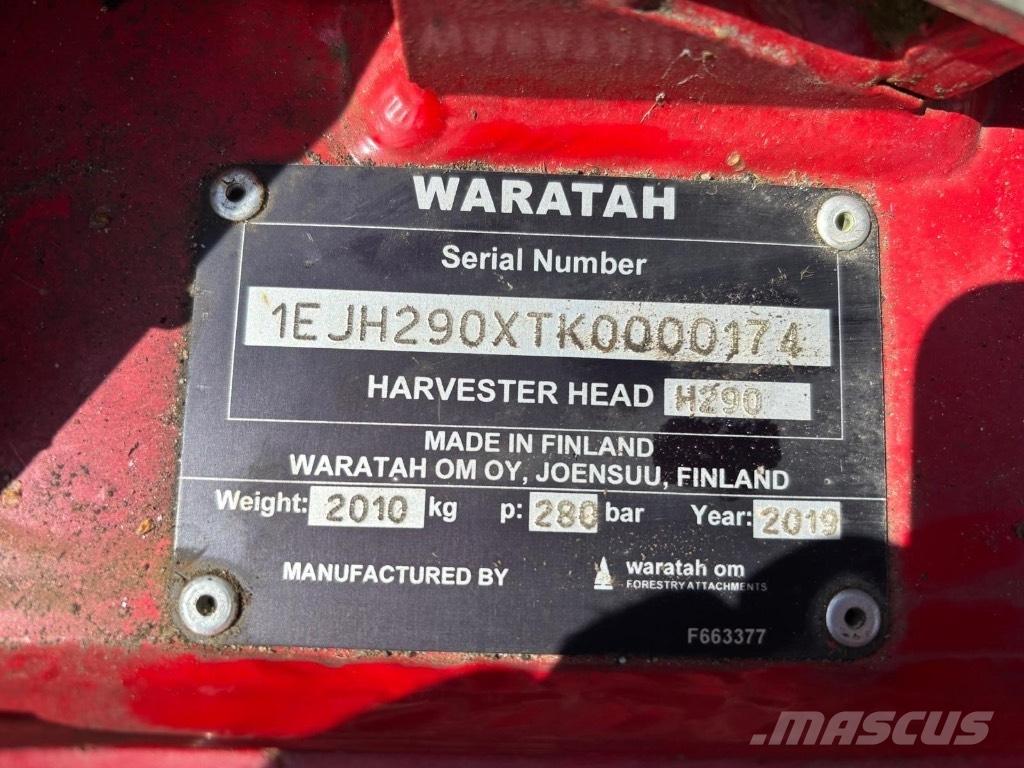 WARATAH
Serial Number
1EJH290XTK0000174
HARVESTER HEAD H290
MADE IN FINLAND
WARATAH OM OY, JOENSUU, FINLAND
Weight: 2010 kg p: 280 bar Year: 2019
MANUFACTURED BY waratah om
FORESTRY ATTACHMENTS
F663377
MASCUS